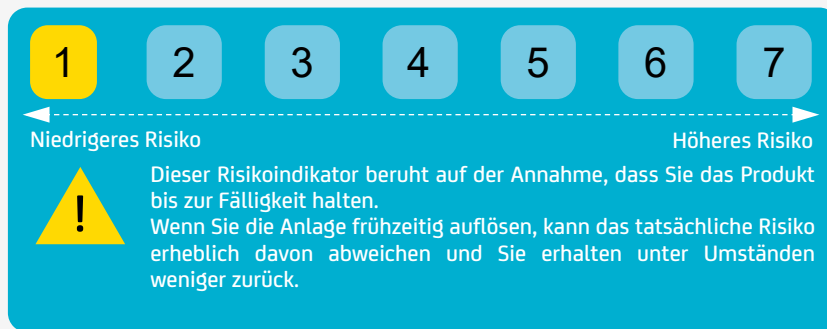 1 2 3 4 5 6 7
Niedrigeres Risiko Höheres Risiko
!
Dieser Risikoindikator beruht auf der Annahme, dass Sie das Produkt
bis zur Fälligkeit halten.
Wenn Sie die Anlage frühzeitig auflösen, kann das tatsächliche Risiko
erheblich davon abweichen und Sie erhalten unter Umständen
weniger zurück.